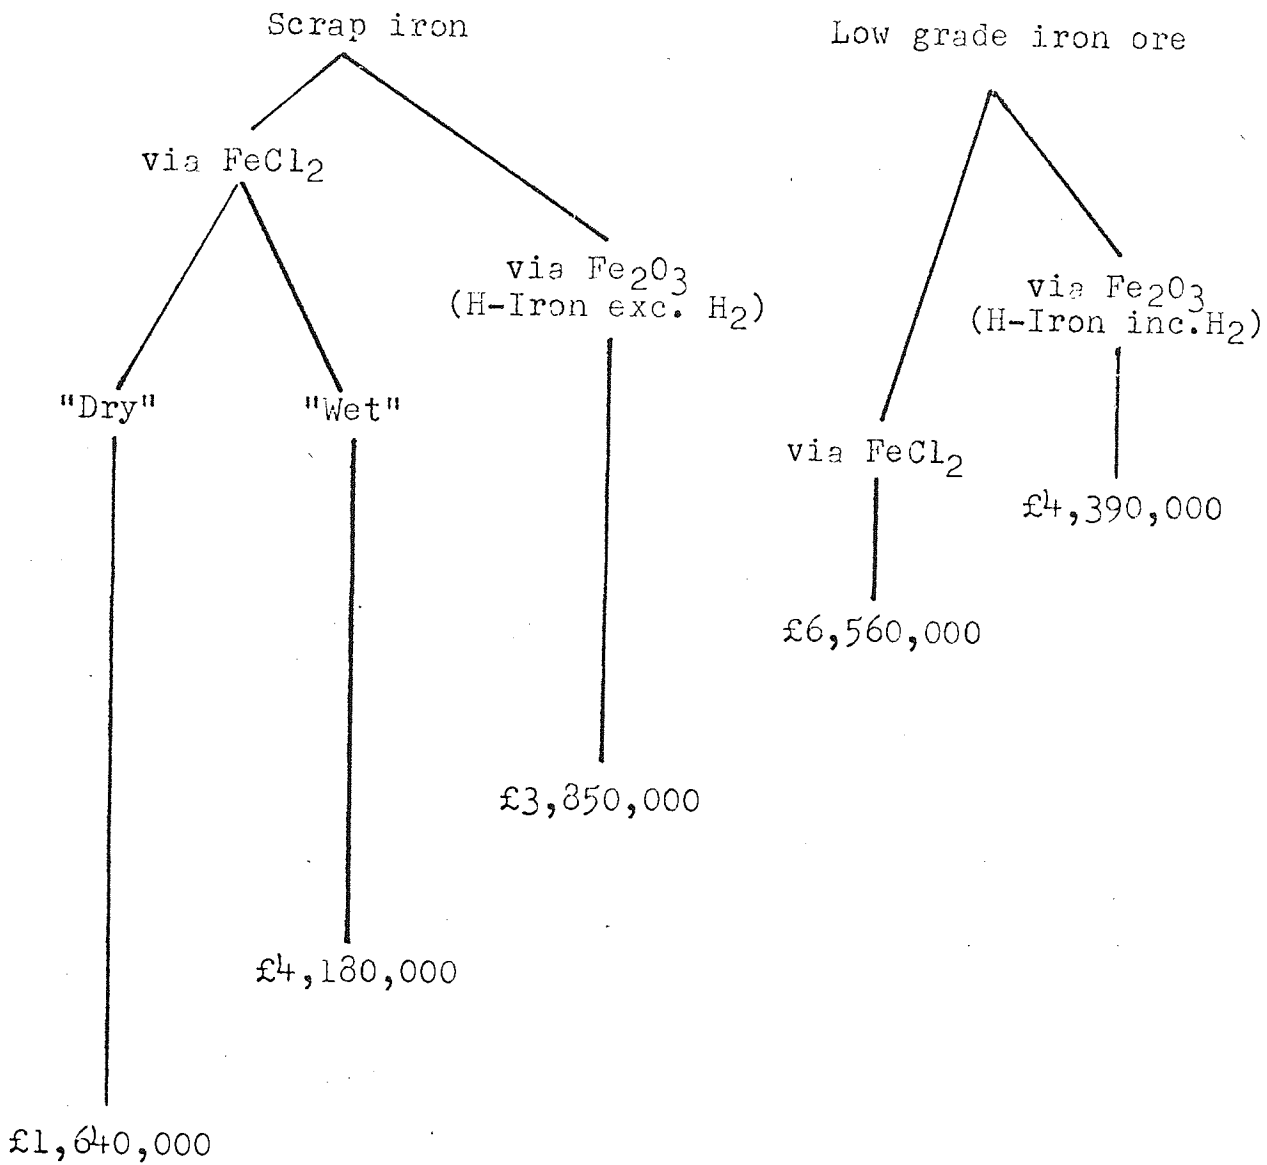 Scrap iron
Low grade iron ore
via FeCl2
via Fe2O3
(H-Iron exc. H2)
via Fe2O3
(H-Iron inc.H2)
"Dry"
"Wet"
via FeCl2
£4,390,000
£6,560,000
£3,850,000
£4,180,000
£1,640,000